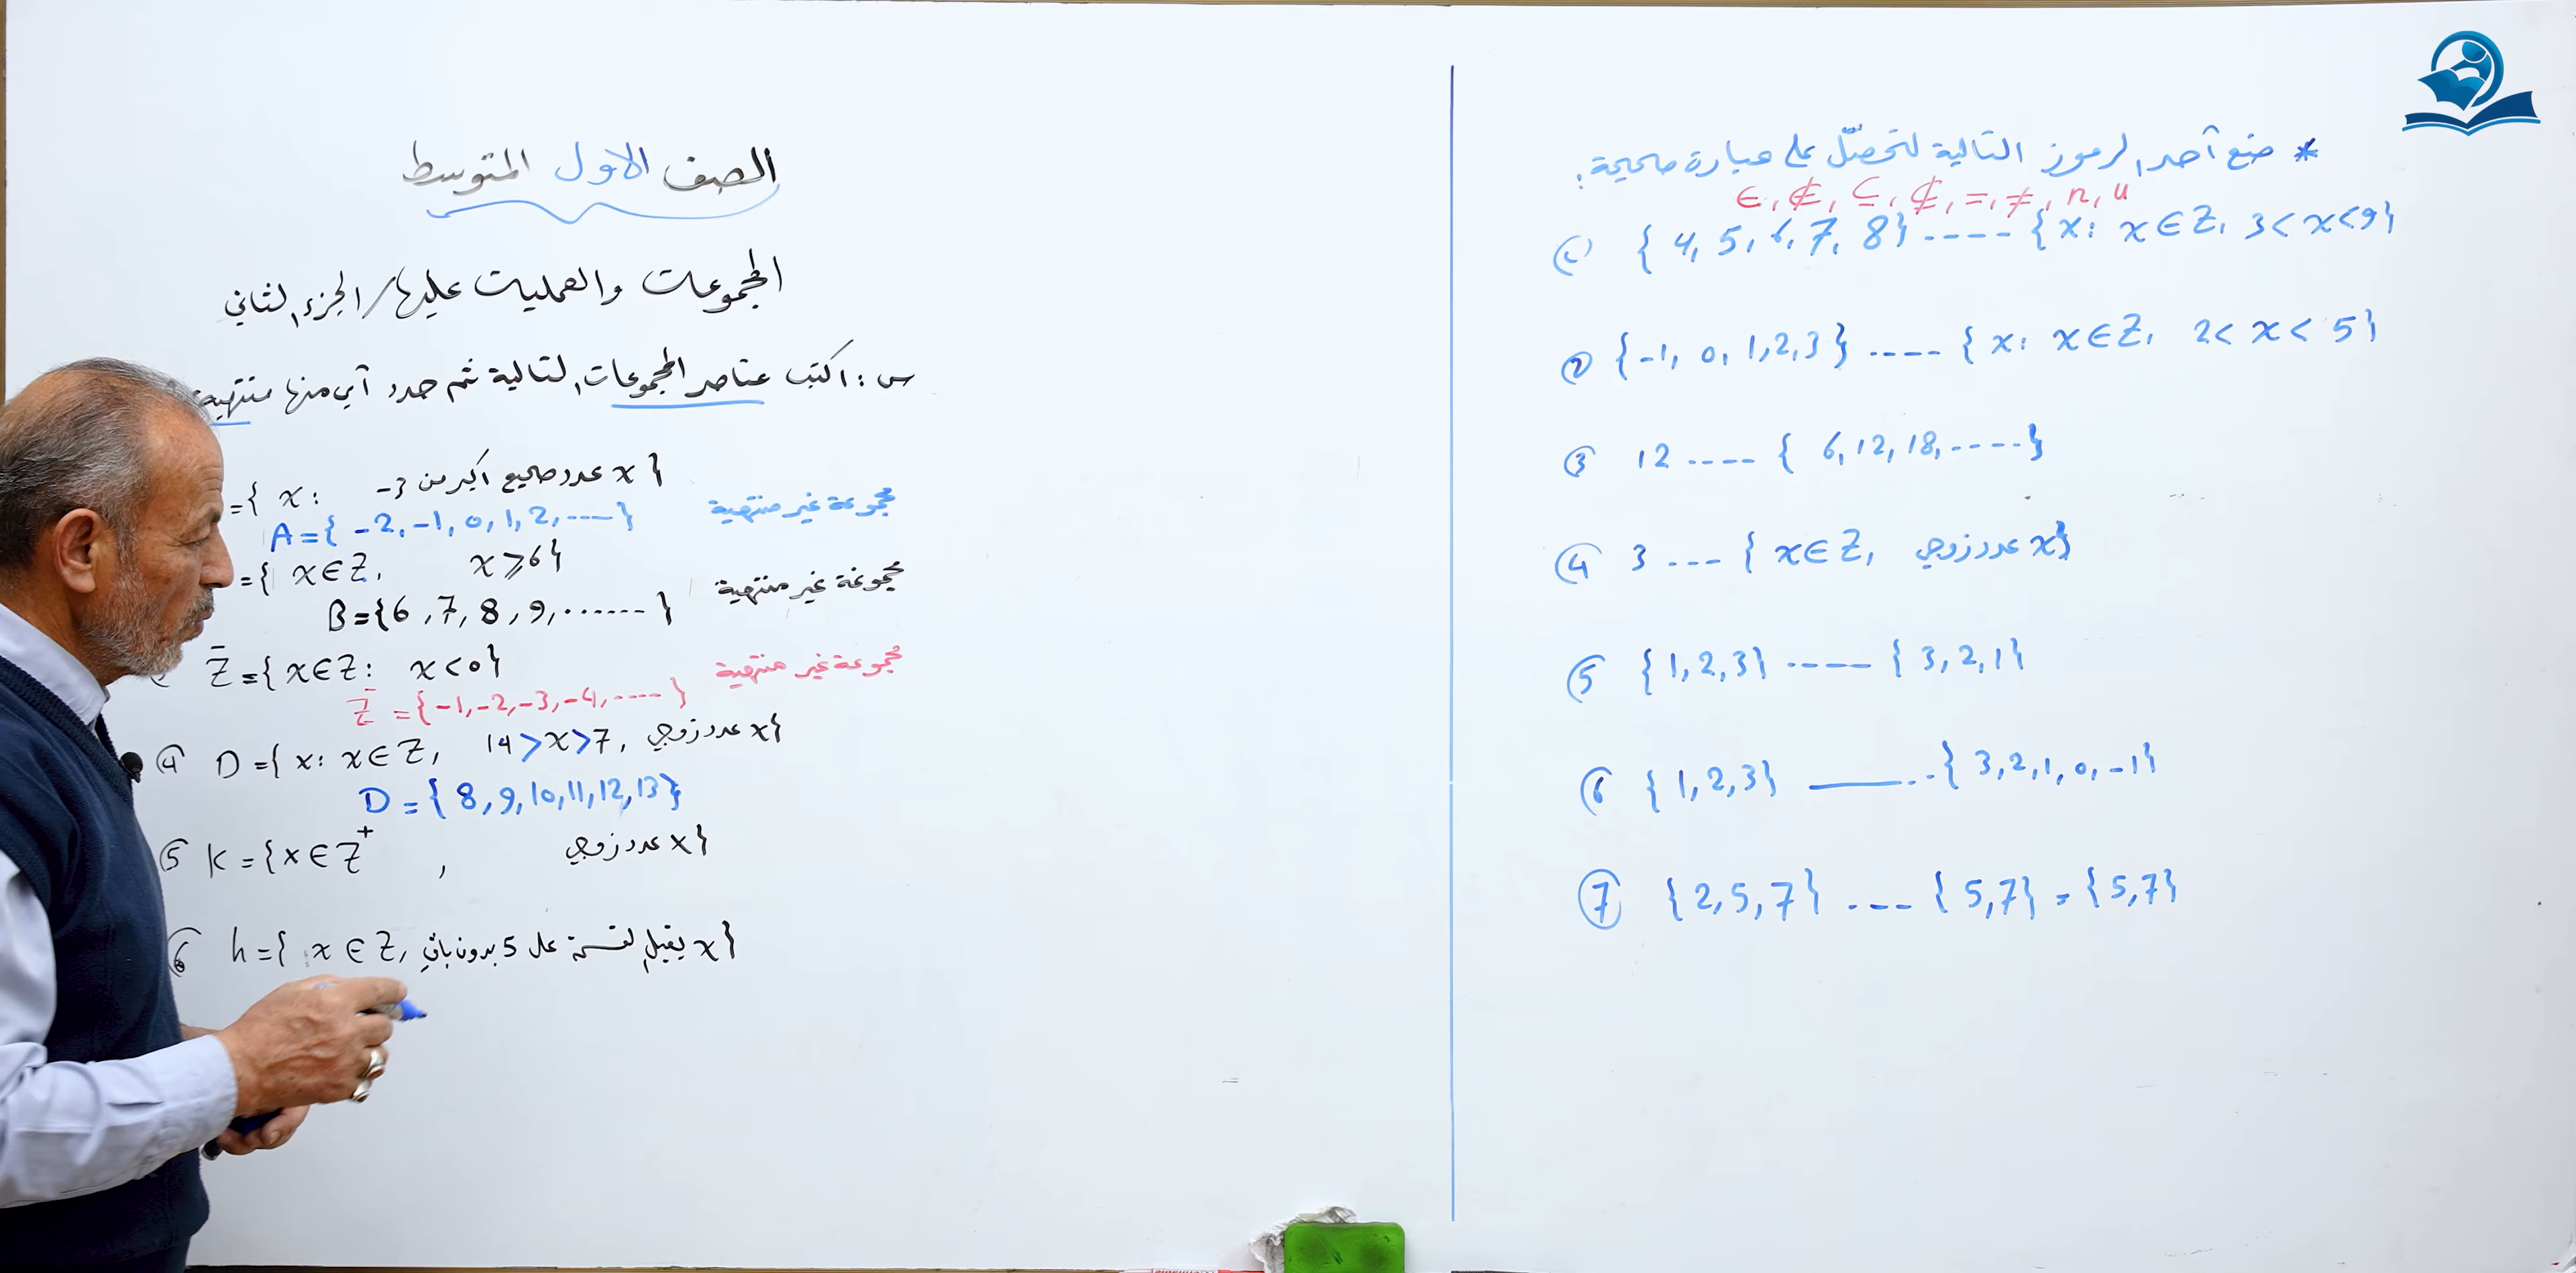 الصف الاول المتوسط
المجموعات والعمليات عليها / الجزء الثاني
س: اكتب عناصر المجموعات التالية ثم حدد أي منها منتهية
={ x: x عدد صحيح اكبر من -3 }
A={ -2, -1, 0, 1, 2, ---- } مجموعة غير منتهية
={ x∈Z, x⩾6}
B={6 ,7, 8 , 9, ....... } مجموعة غير منتهية
Z̄ ={ x∈Z: x<0}
Z̄ ={-1,-2,-3,-4,.....} مجموعة غير منتهية
④ D={ x: x∈Z, 14>x>7, x عدد زوجي }
D={ 8, 9, 10, 11, 12, 13}
⑤ K={x∈Z⁺ , x عدد زوجي }
⑥ h={ x∈Z, x يقبل القسمة على 5 بدون باقي }
* ضع أحد الرموز التالية لتحصّل على عبارة صحيحة:
∈, ∉, ⊆, ⊈, =, ≠, n, u
① { 4, 5, 6, 7, 8} ----- {x: x∈Z, 3<x<9}
② {-1, 0, 1,2,3} ---- { x: x∈Z, 2< x< 5}
③ 12 ---- { 6,12,18,-----}
④ 3 --- { x∈Z, x عدد زوجي }
⑤ {1,2,3} ---- { 3,2,1}
⑥ {1,2,3} ——..{ 3,2,1,0,-1}
⑦ {2,5,7} ---- { 5,7} = {5,7}